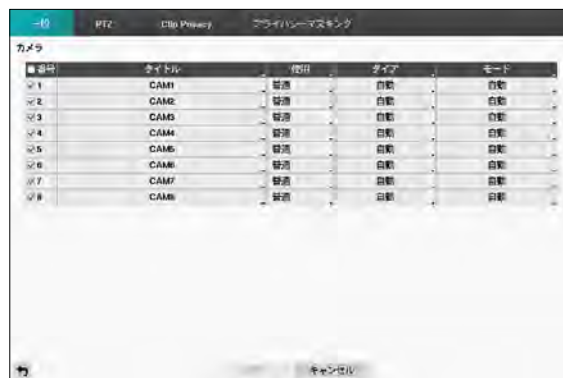 一般 PTZ Clip Privacy プライバシーマスキング
カメラ
番号 タイトル 使用 タイプ モード
1 CAM1 普通 自動 自動
2 CAM2 普通 自動 自動
3 CAM3 普通 自動 自動
4 CAM4 普通 自動 自動
5 CAM5 普通 自動 自動
6 CAM6 普通 自動 自動
7 CAM7 普通 自動 自動
8 CAM8 普通 自動 自動
キャンセル